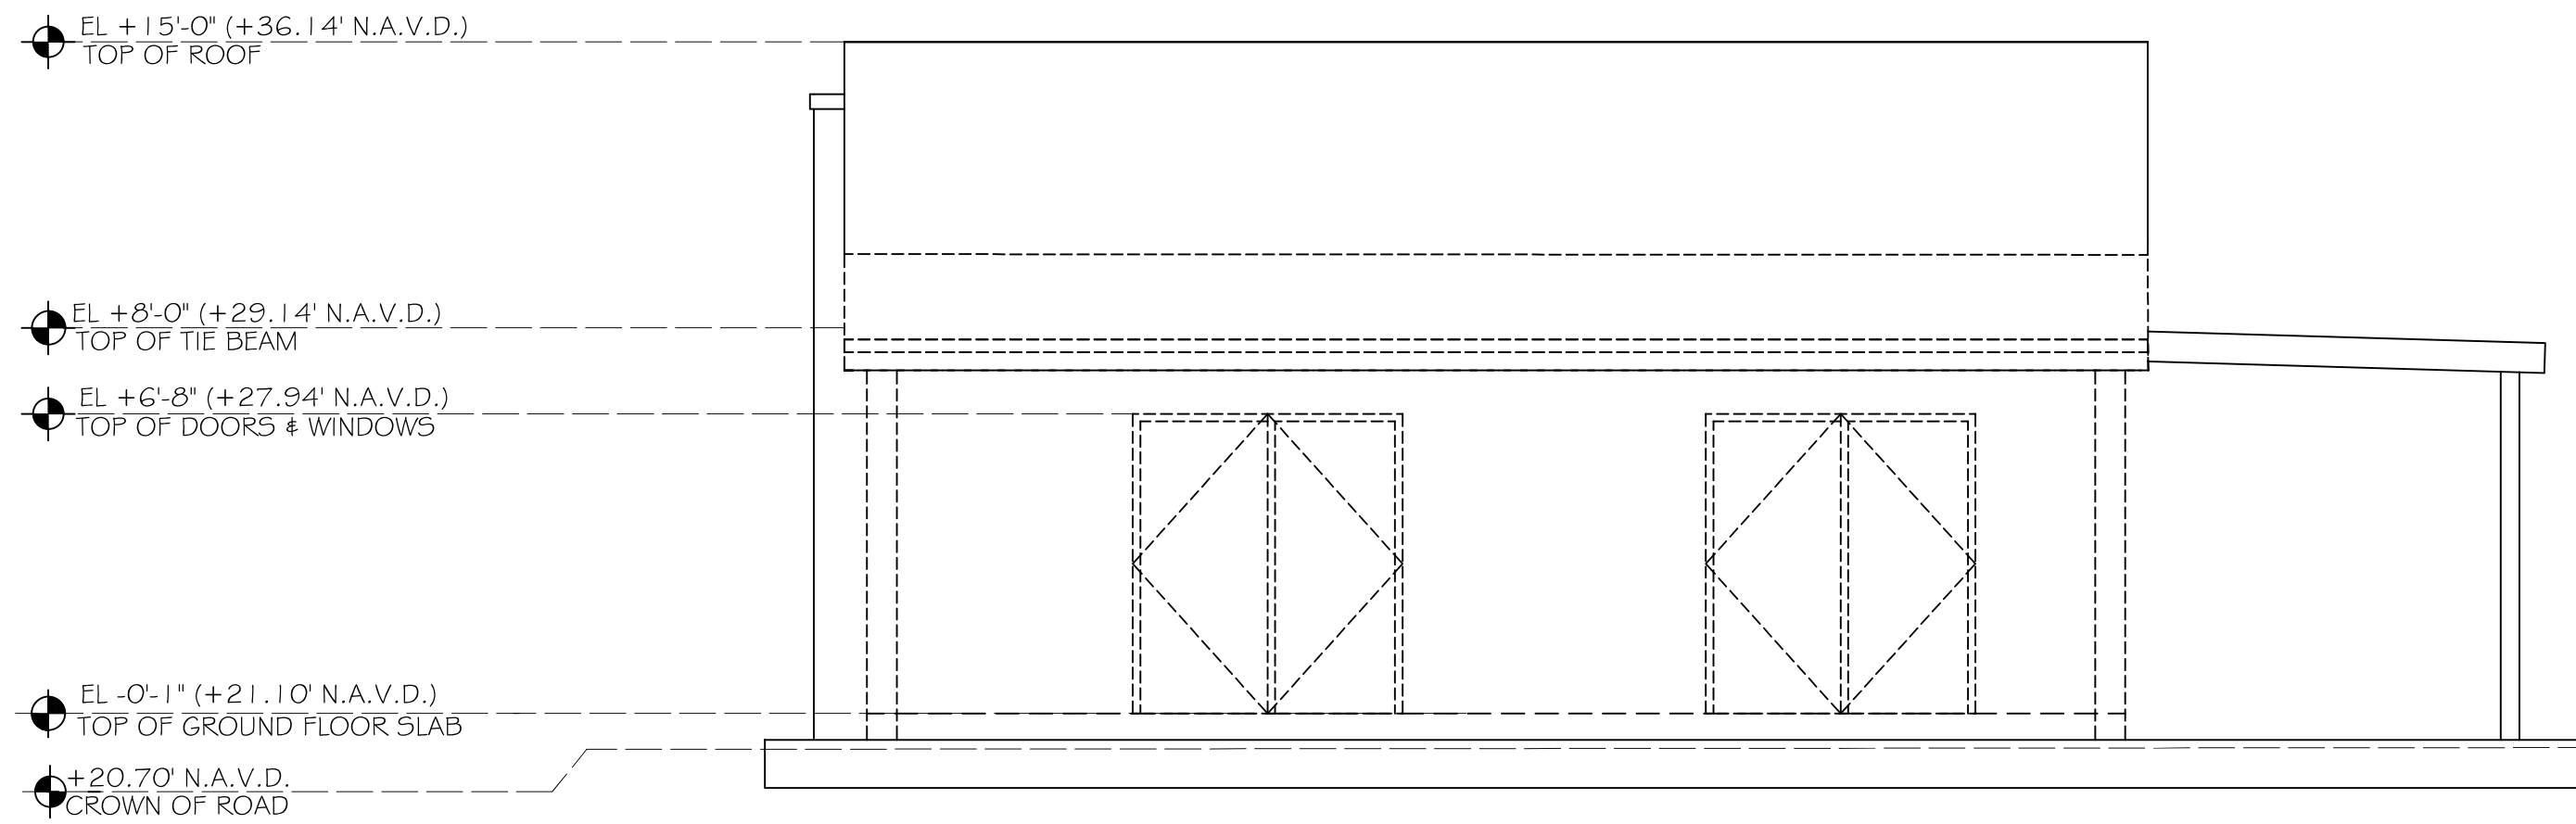 EL +15'-0" (+36.14' N.A.V.D.)
TOP OF ROOF
EL +8'-0" (+29.14' N.A.V.D.)
TOP OF TIE BEAM
EL +6'-8" (+27.94' N.A.V.D.)
TOP OF DOORS & WINDOWS
EL -0'-1" (+21.10' N.A.V.D.)
TOP OF GROUND FLOOR SLAB
+20.70' N.A.V.D.
CROWN OF ROAD